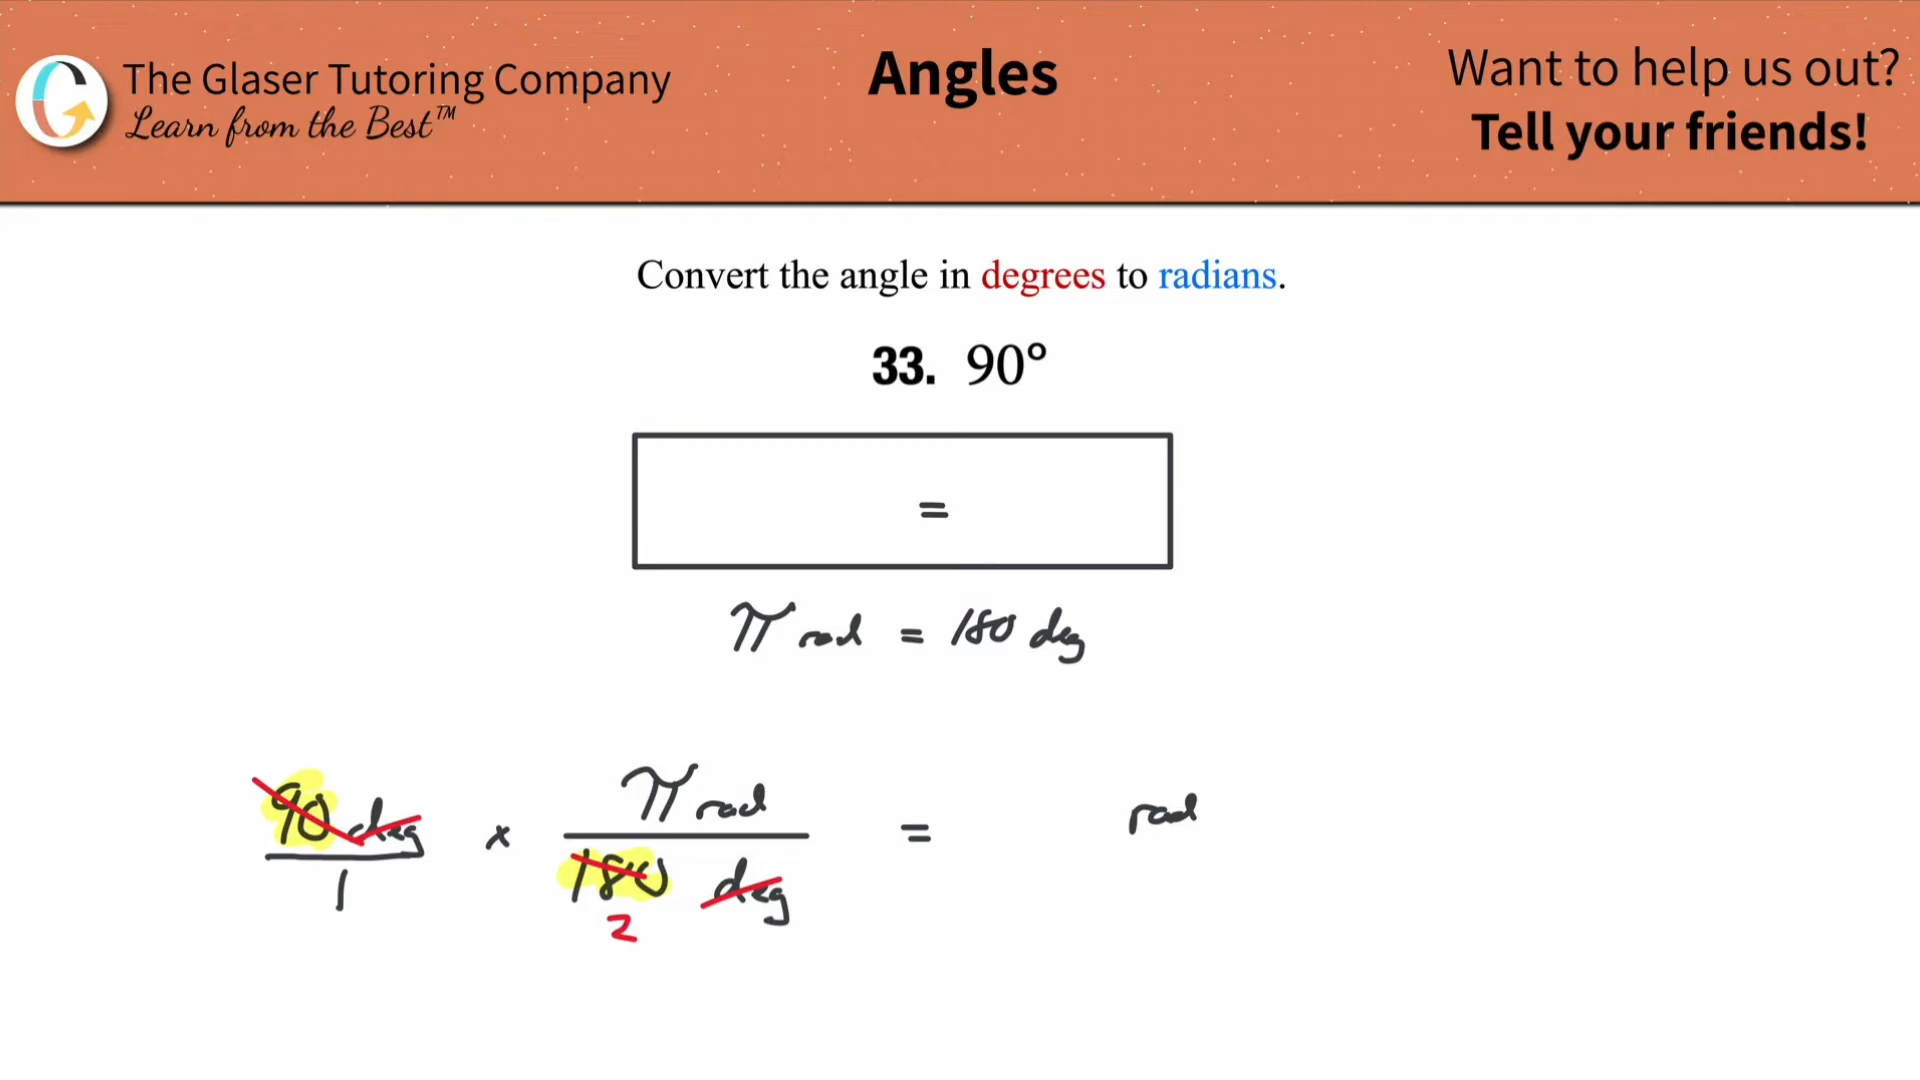 The Glaser Tutoring Company
Learn from the Best™
Angles
Want to help us out?
Tell your friends!
Convert the angle in degrees to radians.
33. 90°
=
π rad = 180 deg
90 deg / 1 × π rad / 180 deg = rad
2